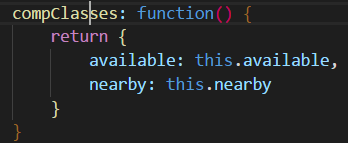 compClasses: function() {
    return {
        available: this.available,
        nearby: this.nearby
    }
}